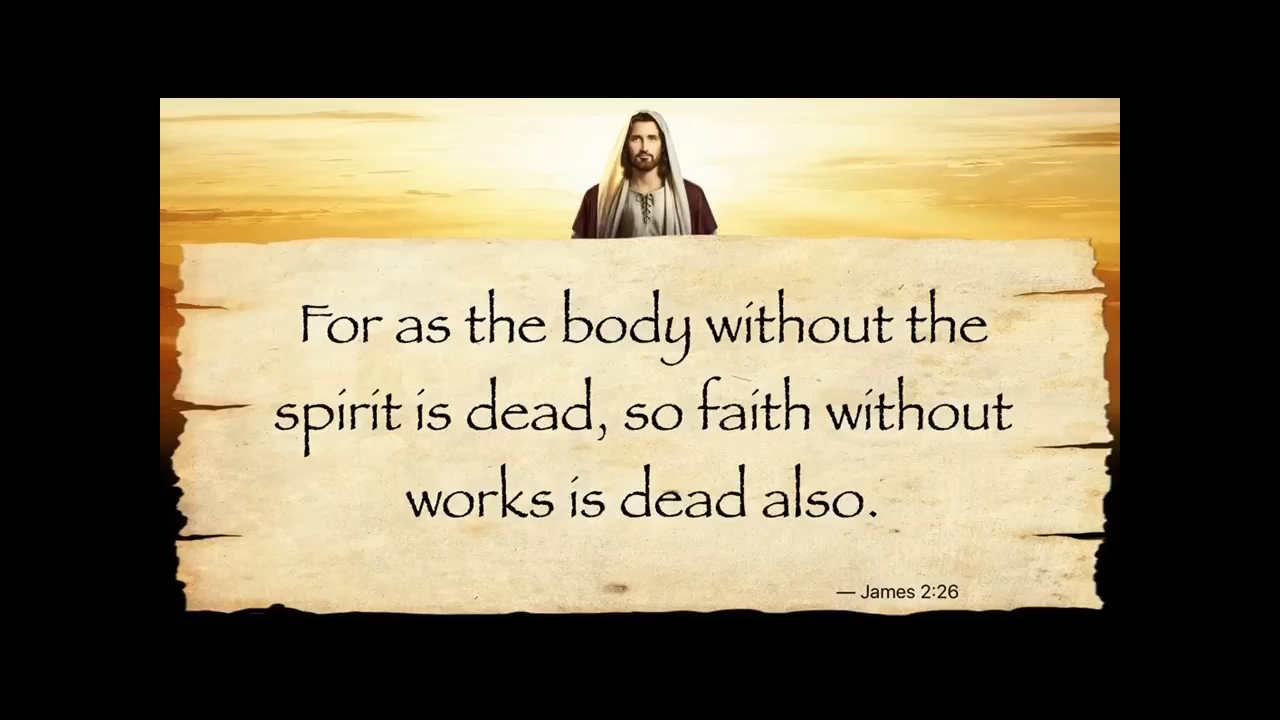 For as the body without the
spirit is dead, so faith without
works is dead also.
— James 2:26